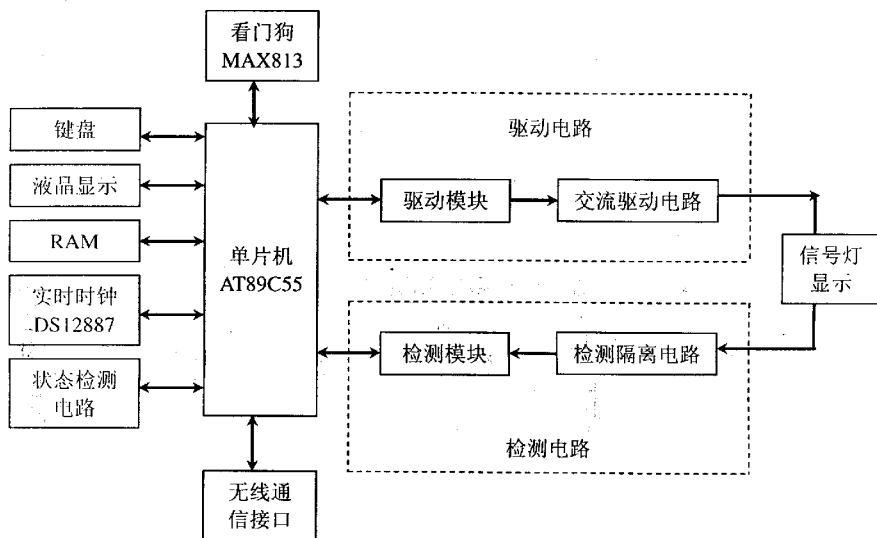 看门狗
MAX813
键盘
液晶显示
RAM
实时时钟
DS12887
状态检测
电路
单片机
AT89C55
无线通
信接口
驱动电路
驱动模块
交流驱动电路
信号灯
显示
检测模块
检测隔离电路
检测电路